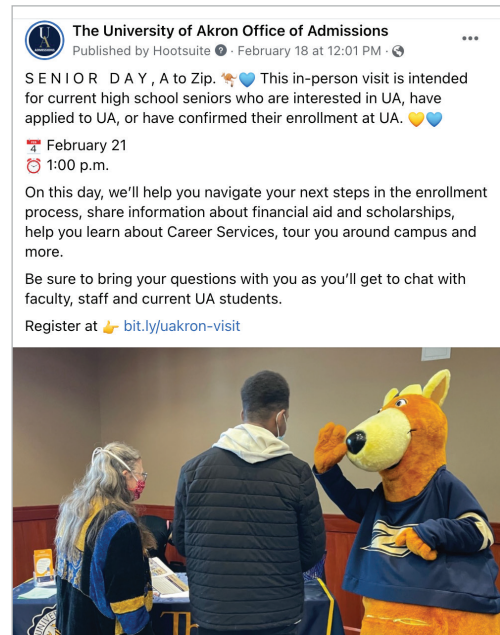 The University of Akron Office of Admissions
Published by Hootsuite · February 18 at 12:01 PM ·
S E N I O R   D A Y , A to Zip. 🦘💙 This in-person visit is intended
for current high school seniors who are interested in UA, have
applied to UA, or have confirmed their enrollment at UA. 💛💙
February 21
⏰ 1:00 p.m.
On this day, we'll help you navigate your next steps in the enrollment
process, share information about financial aid and scholarships,
help you learn about Career Services, tour you around campus and
more.
Be sure to bring your questions with you as you'll get to chat with
faculty, staff and current UA students.
Register at 👉 bit.ly/uakron-visit
Th